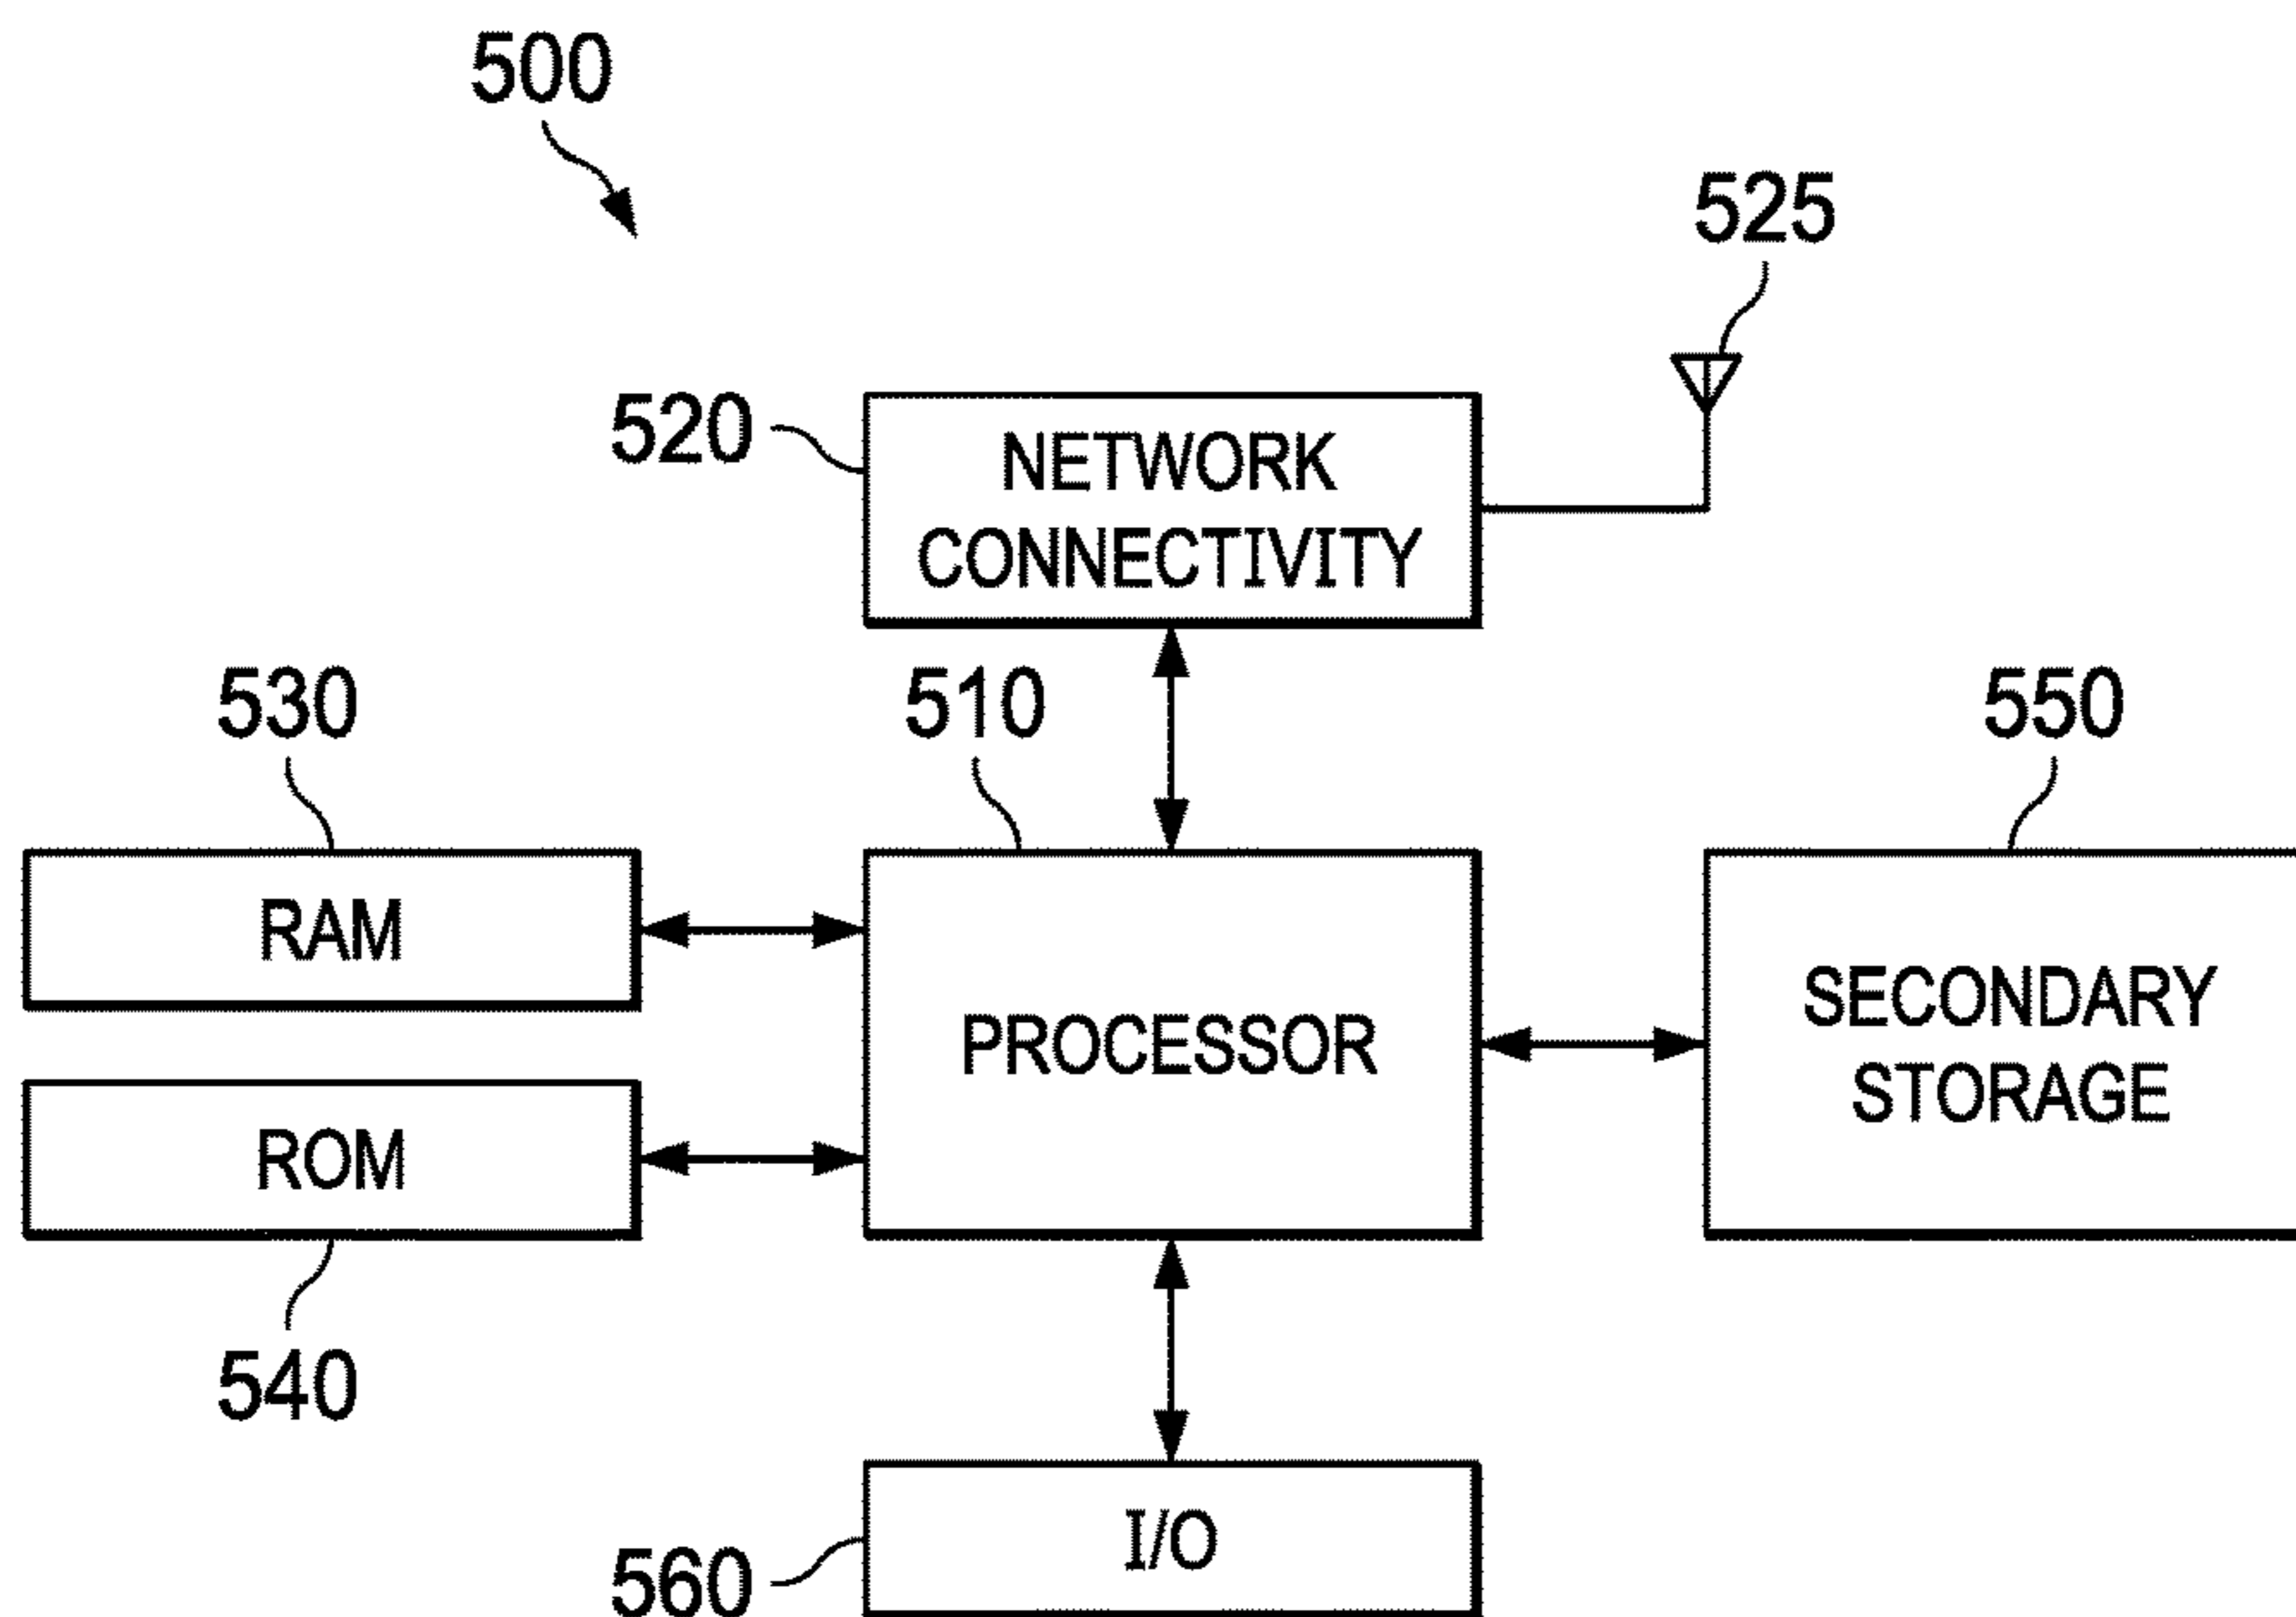 500
525
520
NETWORK
CONNECTIVITY
530
510
550
RAM
PROCESSOR
SECONDARY
STORAGE
ROM
540
I/O
560